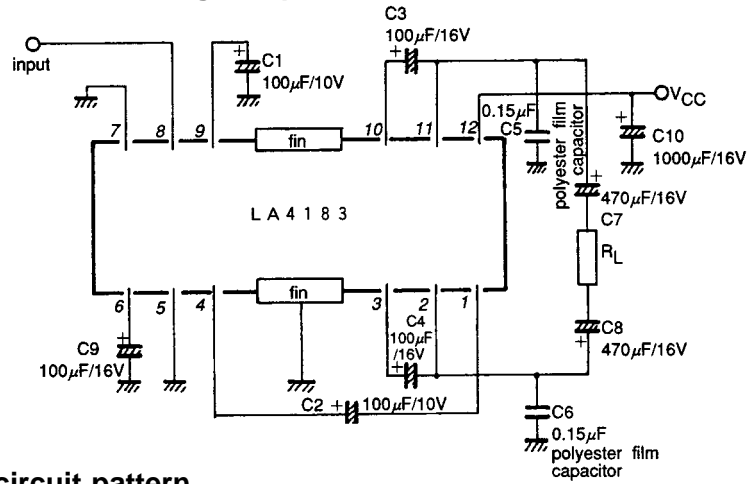 C3
100µF/16V
+
input
+
C1
100µF/10V
VCC
7
8
9
10
11
12
0.15µF
C5
polyester film
capacitor
+
C10
1000µF/16V
fin
+
470µF/16V
C7
LA4183
RL
fin
6
5
4
3
2
1
C4
100µF
/16V
+
C9
100µF/16V
+
C8
+
470µF/16V
C2
+
100µF/10V
C6
0.15µF
polyester film
capacitor
circuit pattern